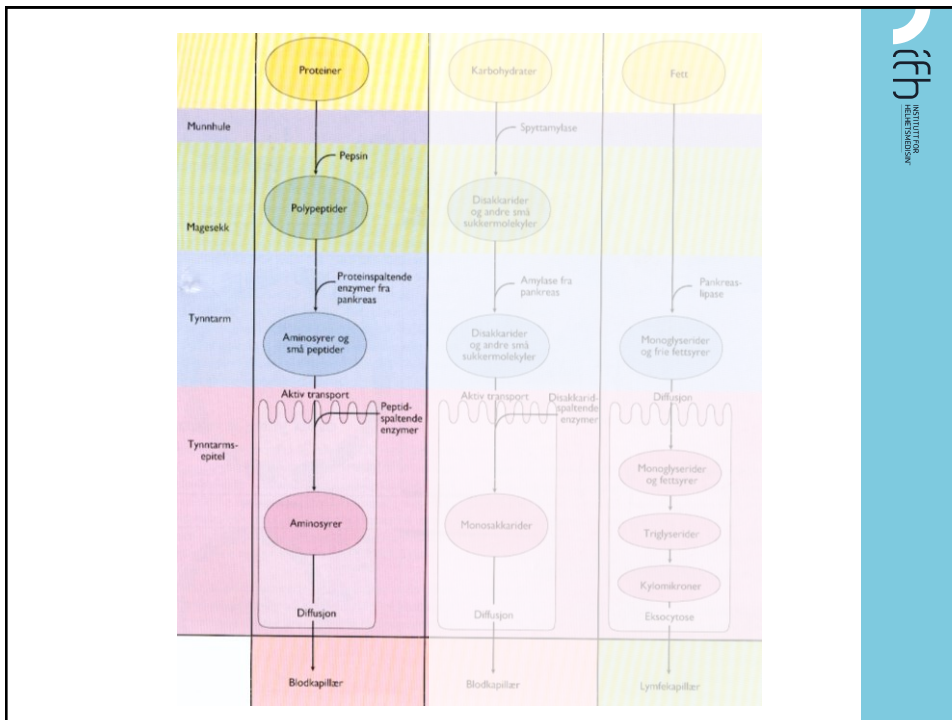 Proteiner
Karbohydrater
Fett
Munnhule
Spyttamylase
Pepsin
Polypeptider
Disakkarider
og andre små
sukkermolekyler
Magesekk
Proteinspaltende
enzymer fra
pankreas
Amylase fra
pankreas
Pankreas-
lipase
Tynntarm
Aminosyrer og
små peptider
Disakkarider
og andre små
sukkermolekyler
Monoglyserider
og frie fettsyrer
Aktiv transport
Aktiv transport
Diffusjon
Peptid-
spaltende
enzymer
Disakkarid-
spaltende
enzymer
Tynntarms-
epitel
Monoglyserider
og fettsyrer
Aminosyrer
Monosakkarider
Triglyserider
Kylomikroner
Diffusjon
Diffusjon
Eksocytose
Blodkapillær
Blodkapillær
Lymfekapillær
ifh
INSTITUTT FOR
HELHETSMEDISIN